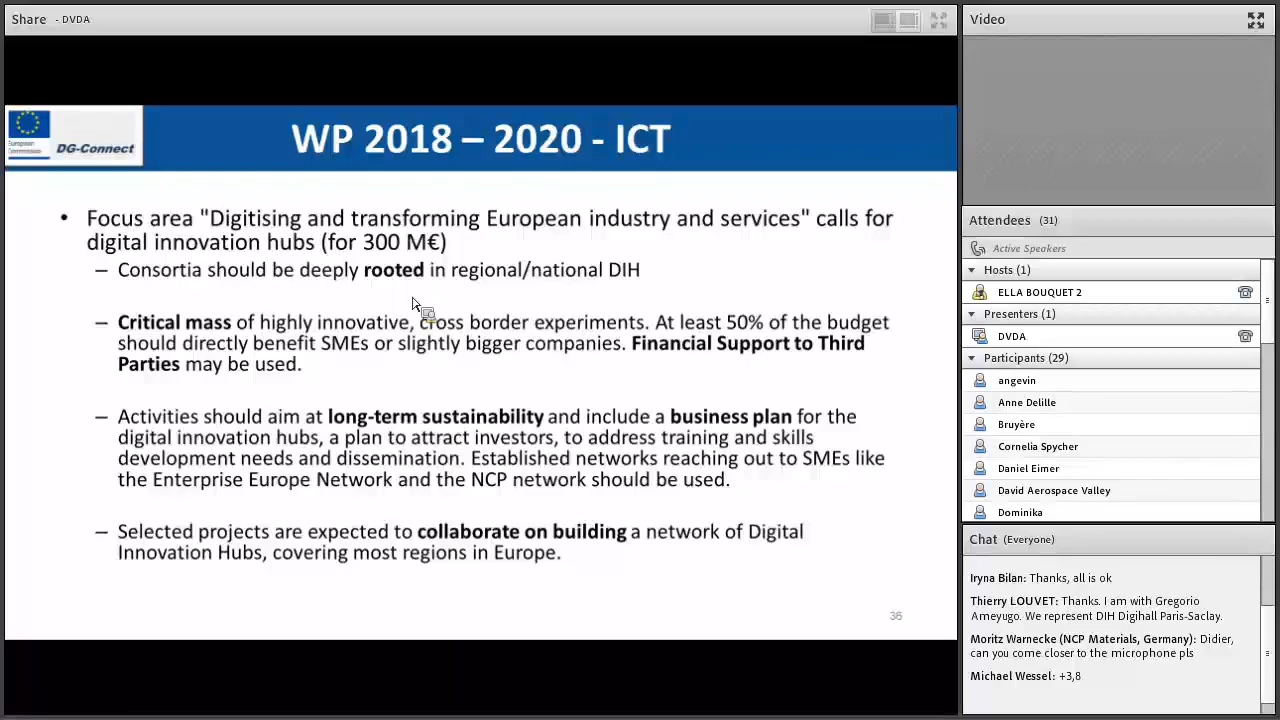 Share - DVDA
European
Commission
DG-Connect
WP 2018 – 2020 - ICT
• Focus area "Digitising and transforming European industry and services" calls for
digital innovation hubs (for 300 M€)
– Consortia should be deeply rooted in regional/national DIH
– Critical mass of highly innovative, cross border experiments. At least 50% of the budget
should directly benefit SMEs or slightly bigger companies. Financial Support to Third
Parties may be used.
– Activities should aim at long-term sustainability and include a business plan for the
digital innovation hubs, a plan to attract investors, to address training and skills
development needs and dissemination. Established networks reaching out to SMEs like
the Enterprise Europe Network and the NCP network should be used.
– Selected projects are expected to collaborate on building a network of Digital
Innovation Hubs, covering most regions in Europe.
36
Video
Attendees (31)
Active Speakers
Hosts (1)
ELLA BOUQUET 2
Presenters (1)
DVDA
Participants (29)
angevin
Anne Delille
Bruyère
Cornelia Spycher
Daniel Eimer
David Aerospace Valley
Dominika
Chat (Everyone)
Iryna Bilan: Thanks, all is ok
Thierry LOUVET: Thanks. I am with Gregorio
Ameyugo. We represent DIH Digihall Paris-Saclay.
Moritz Warnecke (NCP Materials, Germany): Didier,
can you come closer to the microphone pls
Michael Wessel: +3,8